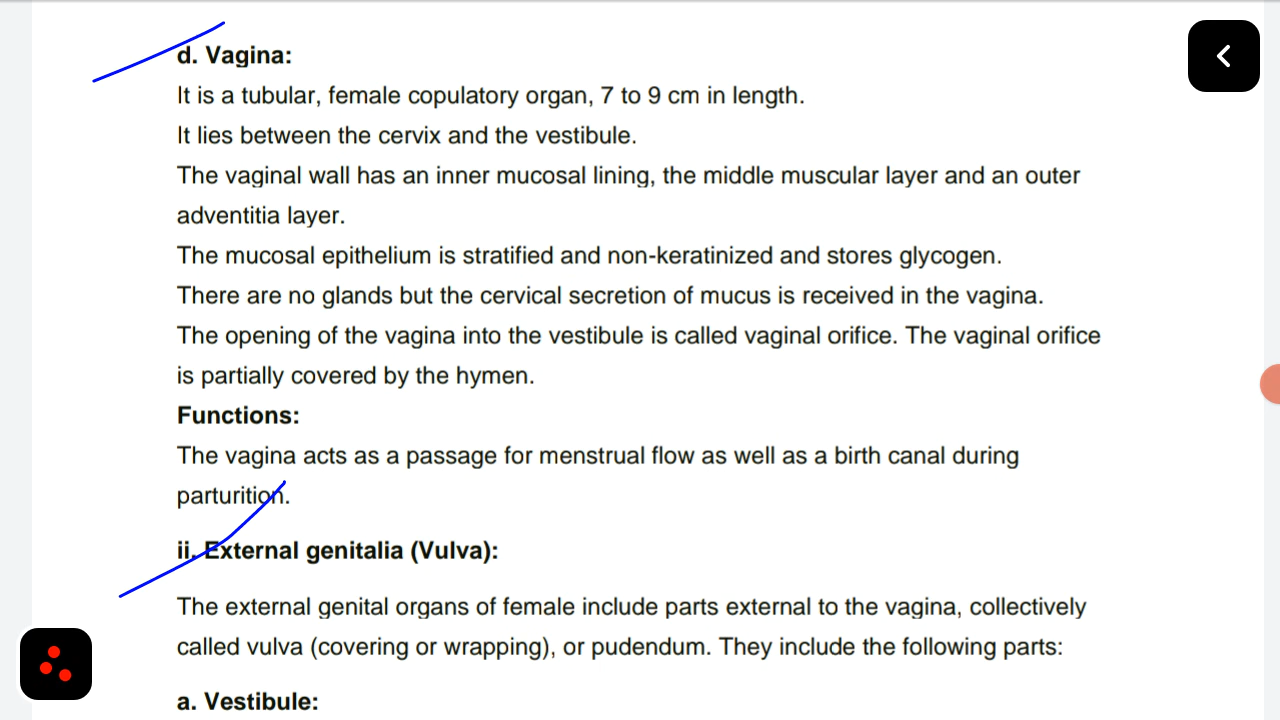 d. Vagina:
It is a tubular, female copulatory organ, 7 to 9 cm in length.
It lies between the cervix and the vestibule.
The vaginal wall has an inner mucosal lining, the middle muscular layer and an outer
adventitia layer.
The mucosal epithelium is stratified and non-keratinized and stores glycogen.
There are no glands but the cervical secretion of mucus is received in the vagina.
The opening of the vagina into the vestibule is called vaginal orifice. The vaginal orifice
is partially covered by the hymen.
Functions:
The vagina acts as a passage for menstrual flow as well as a birth canal during
parturition.
ii. External genitalia (Vulva):
The external genital organs of female include parts external to the vagina, collectively
called vulva (covering or wrapping), or pudendum. They include the following parts:
a. Vestibule: